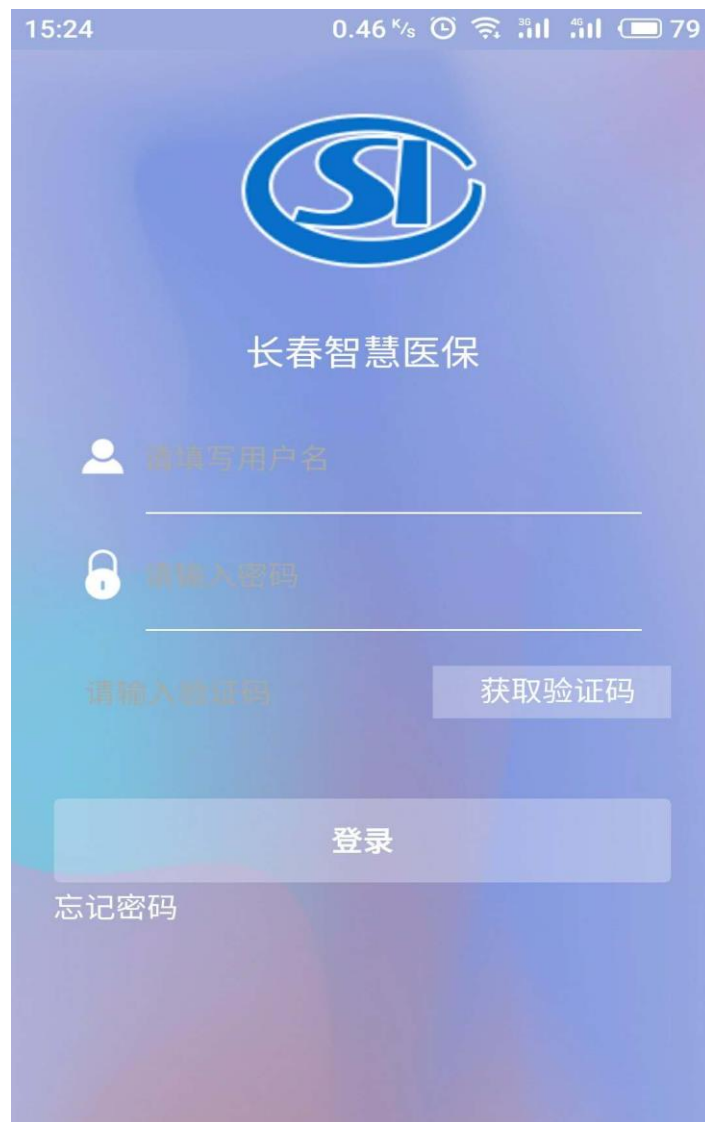 15:24 0.46 K/s 3G 4G 79
SI
长春智慧医保
请填写用户名
请输入密码
请输入验证码 获取验证码
登录
忘记密码